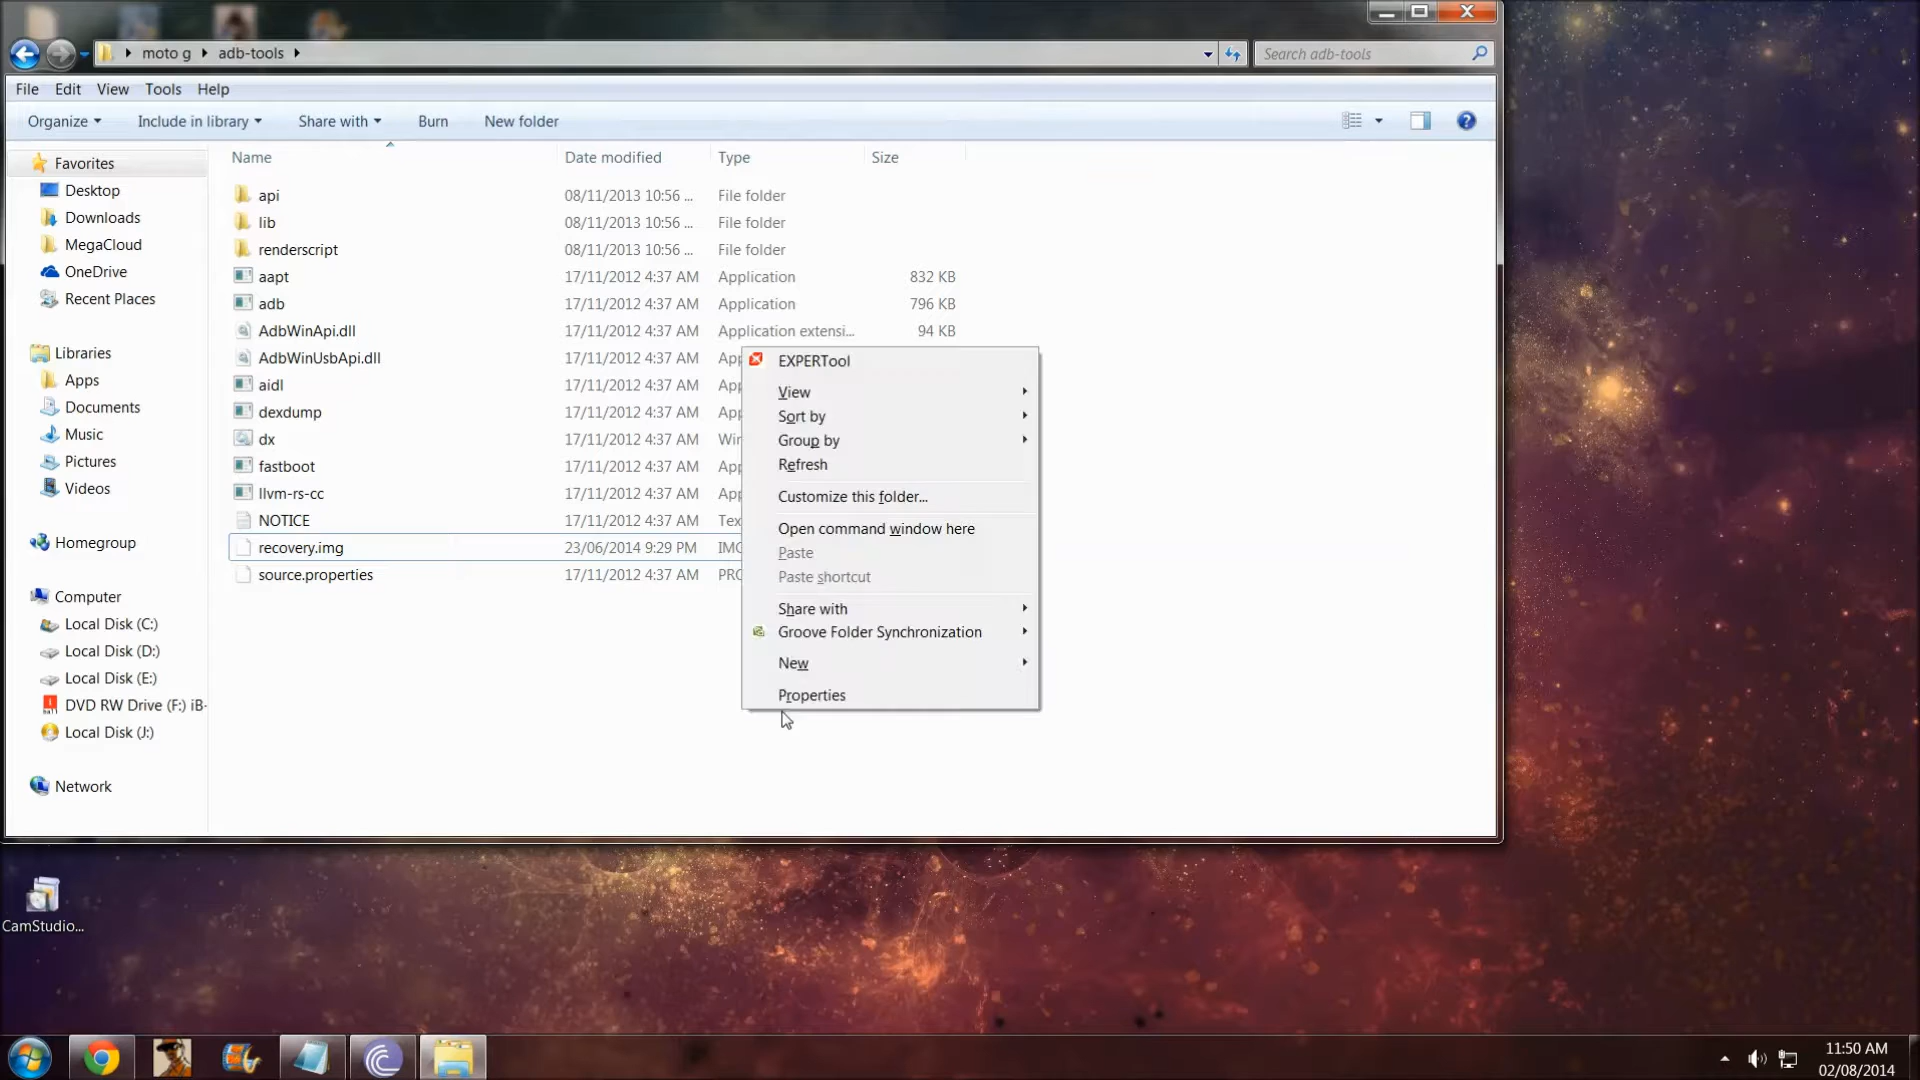 moto g adb-tools
Search adb-tools
File Edit View Tools Help
Organize Include in library Share with Burn New folder
Name Date modified Type Size
Favorites
Desktop
Downloads
MegaCloud
OneDrive
Recent Places
Libraries
Apps
Documents
Music
Pictures
Videos
Homegroup
Computer
Local Disk (C:)
Local Disk (D:)
Local Disk (E:)
DVD RW Drive (F:) iB-
Local Disk (J:)
Network
api 08/11/2013 10:56 ... File folder
lib 08/11/2013 10:56 ... File folder
renderscript 08/11/2013 10:56 ... File folder
aapt 17/11/2012 4:37 AM Application 832 KB
adb 17/11/2012 4:37 AM Application 796 KB
AdbWinApi.dll 17/11/2012 4:37 AM Application extensi... 94 KB
AdbWinUsbApi.dll 17/11/2012 4:37 AM App
aidl 17/11/2012 4:37 AM App
dexdump 17/11/2012 4:37 AM App
dx 17/11/2012 4:37 AM Win
fastboot 17/11/2012 4:37 AM App
llvm-rs-cc 17/11/2012 4:37 AM App
NOTICE 17/11/2012 4:37 AM Tex
recovery.img 23/06/2014 9:29 PM IMG
source.properties 17/11/2012 4:37 AM PRO
EXPERTool
View
Sort by
Group by
Refresh
Customize this folder...
Open command window here
Paste
Paste shortcut
Share with
Groove Folder Synchronization
New
Properties
CamStudio...
11:50 AM
02/08/2014